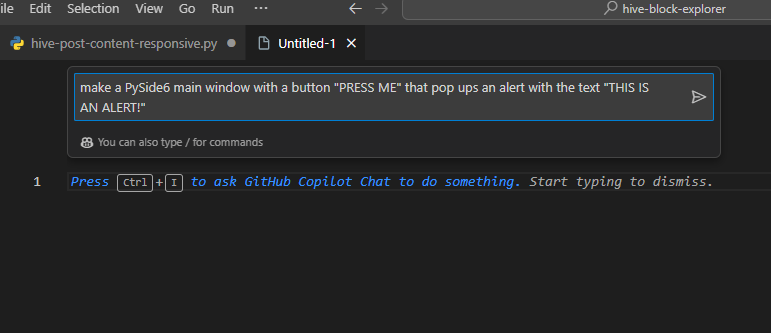 ile Edit Selection View Go Run ··· ← → hive-block-explorer
hive-post-content-responsive.py ● Untitled-1 ×
make a PySide6 main window with a button "PRESS ME" that pop ups an alert with the text "THIS IS
AN ALERT!"
You can also type / for commands
1 Press Ctrl+I to ask GitHub Copilot Chat to do something. Start typing to dismiss.